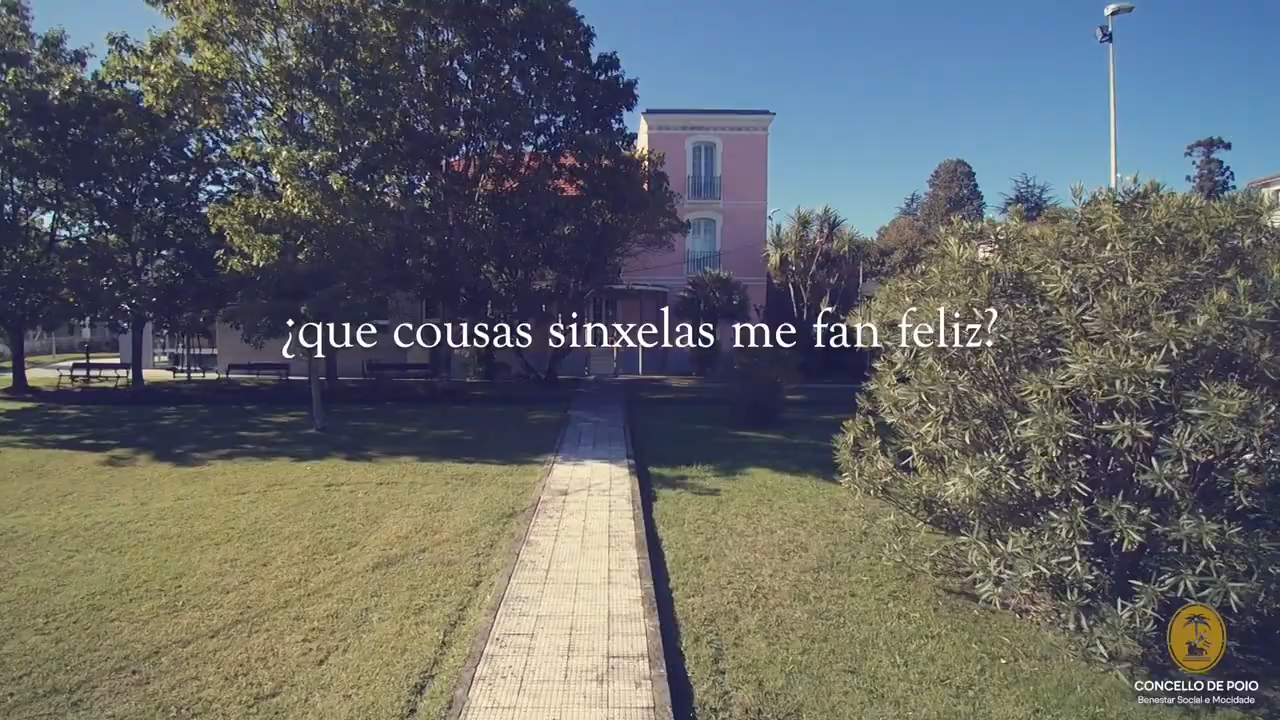 ¿que cousas sinxelas me fan feliz?
CONCELLO DE POIO
Benestar Social e Mocidade